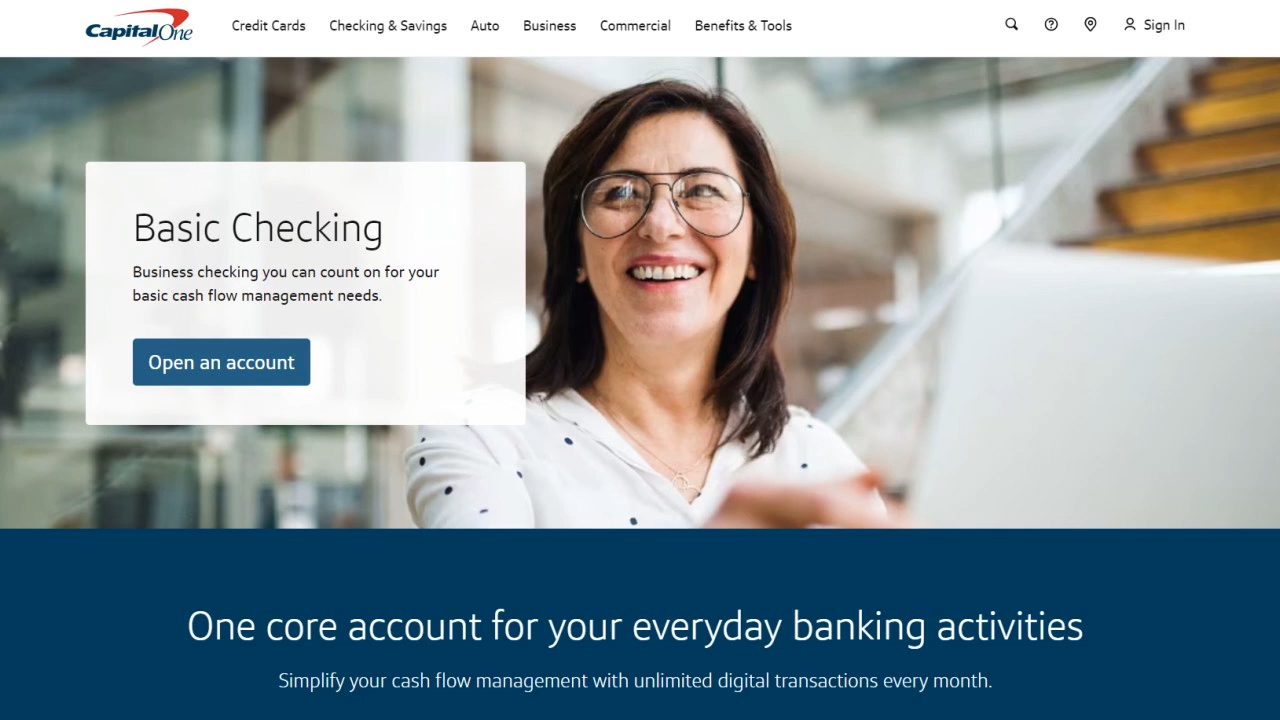 Capital One
Credit Cards
Checking & Savings
Auto
Business
Commercial
Benefits & Tools
Sign In
Basic Checking
Business checking you can count on for your
basic cash flow management needs.
Open an account
One core account for your everyday banking activities
Simplify your cash flow management with unlimited digital transactions every month.